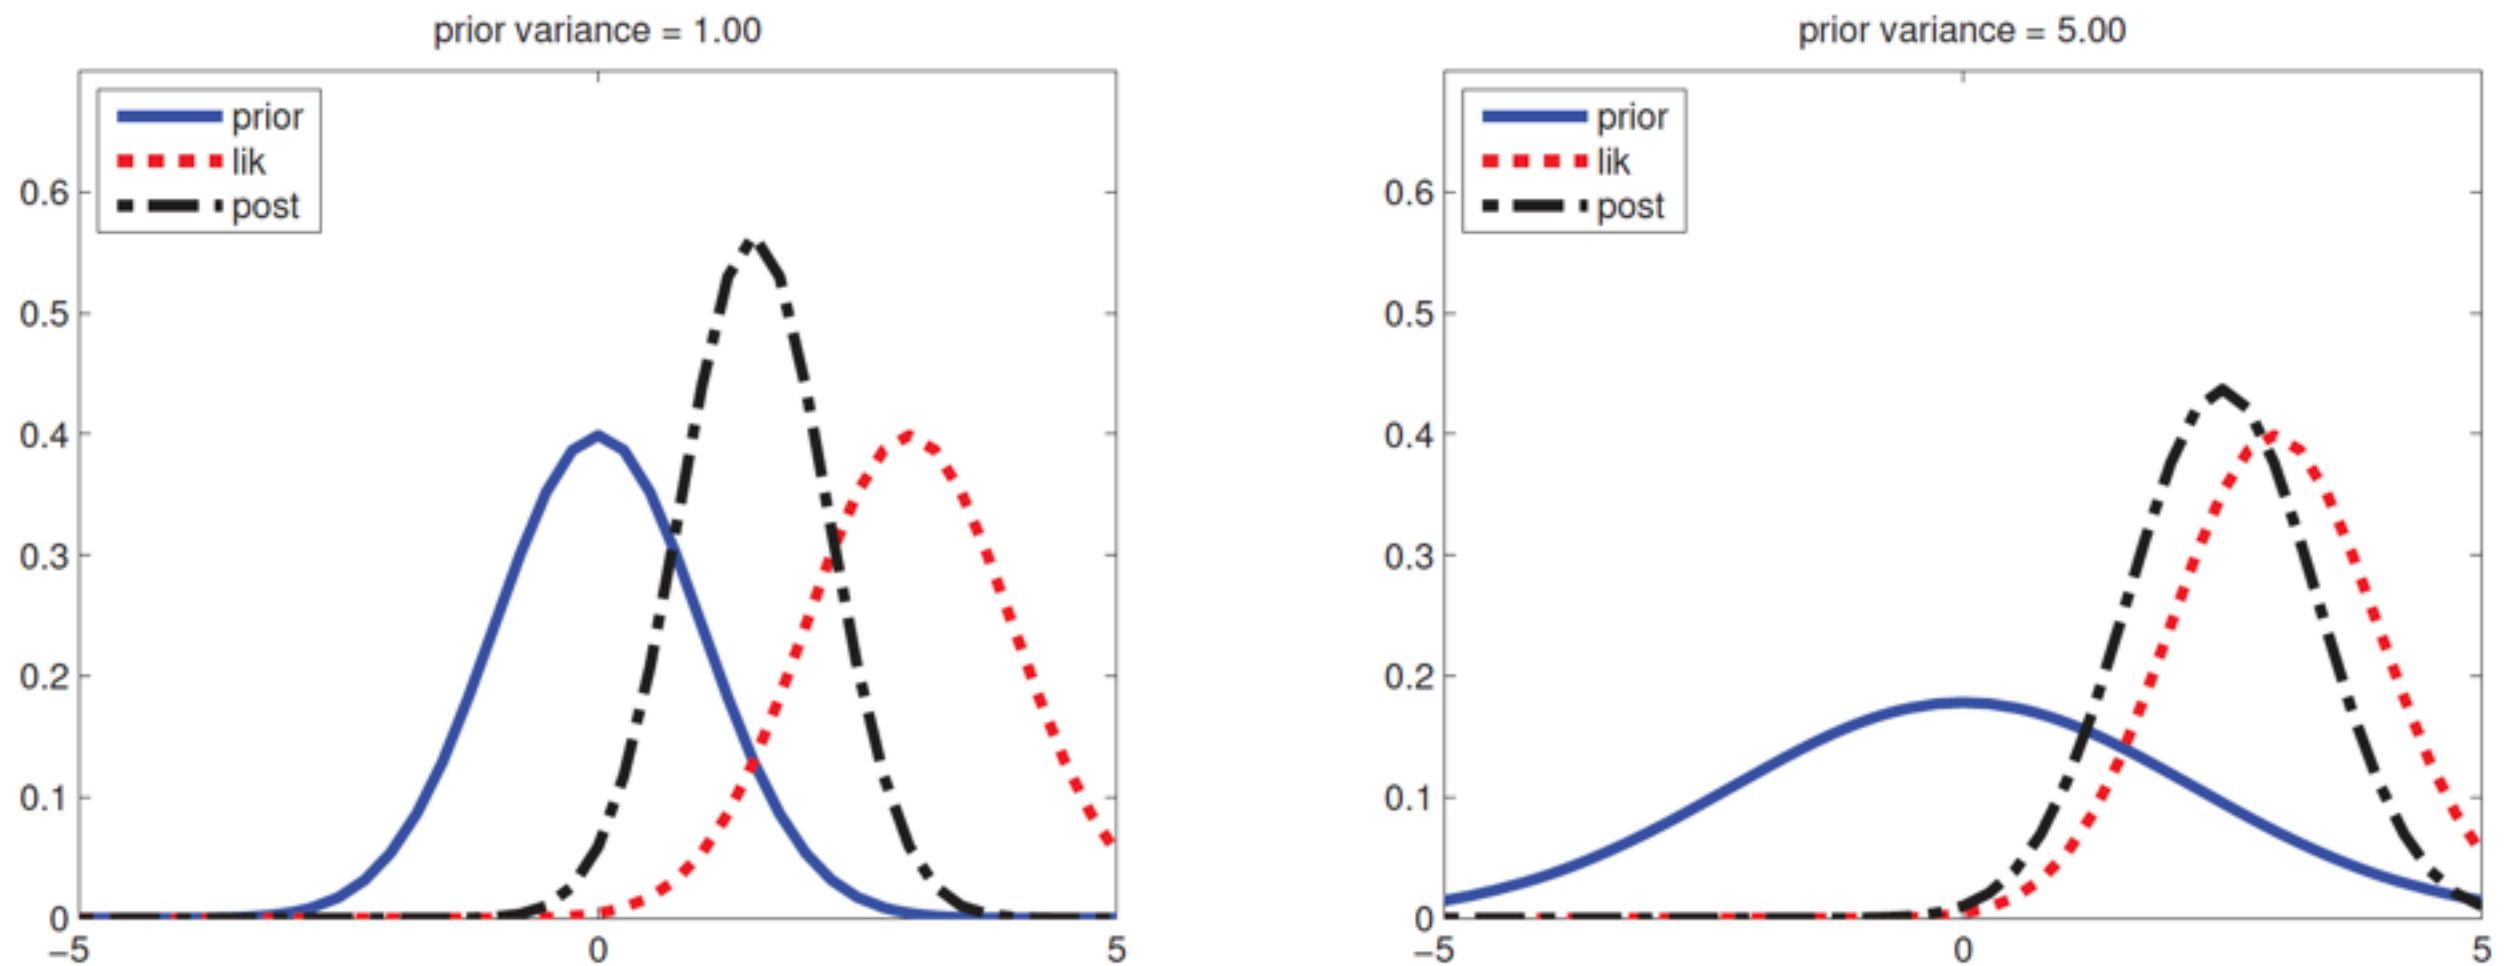 prior variance = 1.00
prior
lik
post
0.6
0.5
0.4
0.3
0.2
0.1
0
−5 0 5
prior variance = 5.00
prior
lik
post
0.6
0.5
0.4
0.3
0.2
0.1
0
−5 0 5